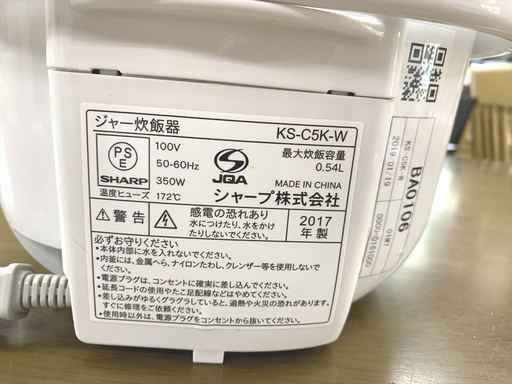 ジャー炊飯器
KS-C5K-W
PS
E
SHARP
100V
50-60Hz
350W
温度ヒューズ 172℃
JQA
最大炊飯容量
0.54L
MADE IN CHINA
シャープ株式会社
警告
感電の恐れあり
水につけたり、水をかけ
たりしないでください。
2017
年製
必ずお守りください
•本体内部に水を入れないでください。
•内釜には、金属へら、ナイロンたわし、クレンザー等を使用しないで
ください。
•電源プラグは、コンセントに確実に差し込んでください。
•延長コードの使用やたこ足配線などはやめてください。
•差し込みがゆるくグラグラしていると、過熱や火災の恐れがあります。
すぐに修理をご依頼ください。
•使用時以外は、電源プラグをコンセントから抜いてください。
BA0106
KS-C5K-W
2019/01/19